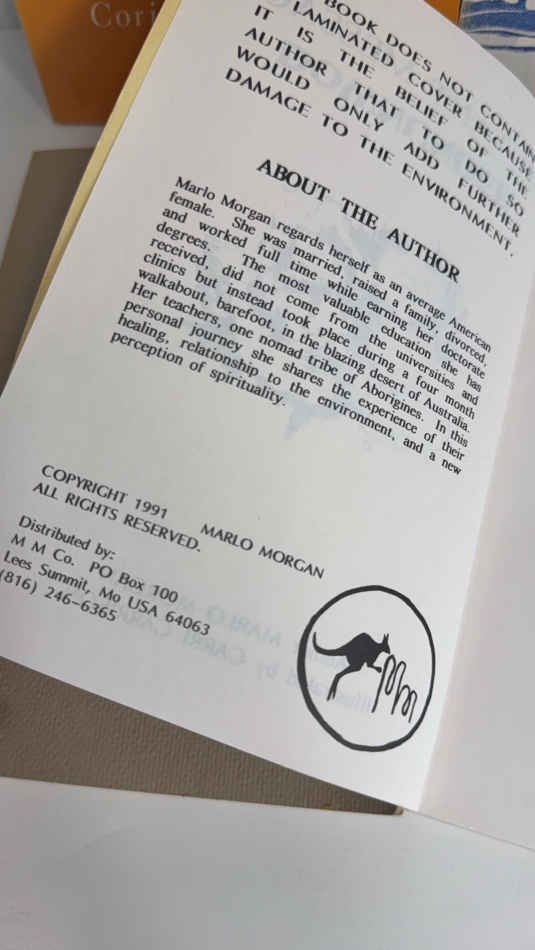 Cori
BOOK DOES NOT CONTAIN
LAMINATED COVER BECAUSE
IT IS THE BELIEF OF THE
AUTHOR THAT TO DO SO
WOULD ONLY ADD FURTHER
DAMAGE TO THE ENVIRONMENT.
ABOUT THE AUTHOR
Marlo Morgan regards herself as an average American
female. She was married, raised a family, divorced,
and worked full time while earning her doctorate
degrees. The most valuable education she has
received, did not come from the universities and
clinics but instead took place during a four month
walkabout, barefoot, in the blazing desert of Australia.
Her teachers, one nomad tribe of Aborigines. In this
personal journey she shares the experience of their
healing, relationship to the environment, and a new
perception of spirituality.
COPYRIGHT 1991 MARLO MORGAN
ALL RIGHTS RESERVED.
Distributed by:
M M Co. PO Box 100
Lees Summit, Mo USA 64063
(816) 246-6365
Mm